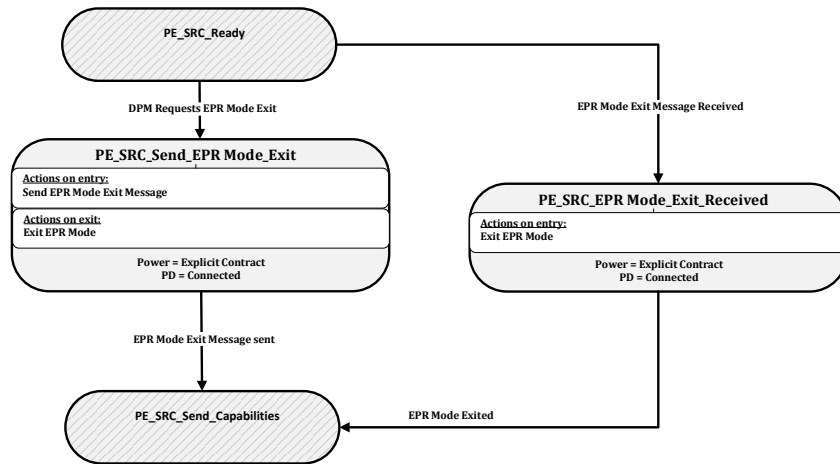 PE_SRC_Ready
DPM Requests EPR Mode Exit
EPR Mode Exit Message Received
PE_SRC_Send_EPR Mode_Exit
Actions on entry:
Send EPR Mode Exit Message
Actions on exit:
Exit EPR Mode
Power = Explicit Contract
PD = Connected
PE_SRC_EPR Mode_Exit_Received
Actions on entry:
Exit EPR Mode
Power = Explicit Contract
PD = Connected
EPR Mode Exit Message sent
PE_SRC_Send_Capabilities
EPR Mode Exited